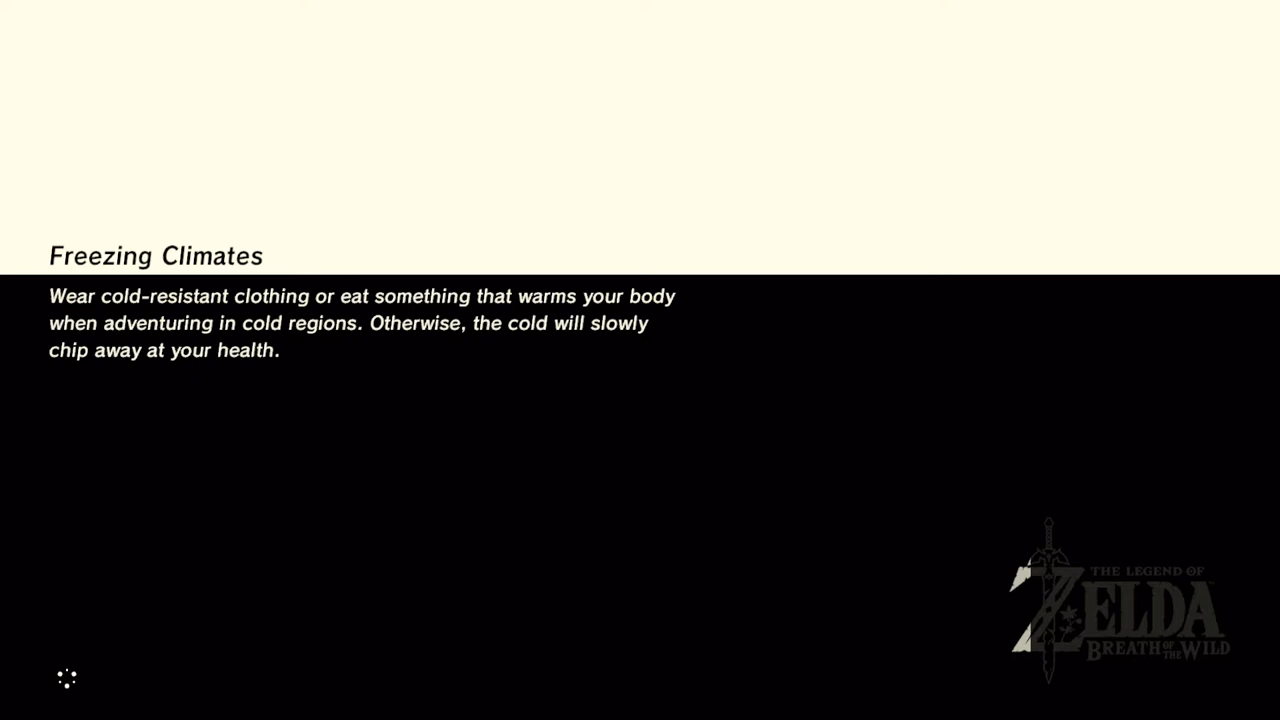 Freezing Climates
Wear cold-resistant clothing or eat something that warms your body
when adventuring in cold regions. Otherwise, the cold will slowly
chip away at your health.
THE LEGEND OF
ZELDA
BREATH OF THE WILD